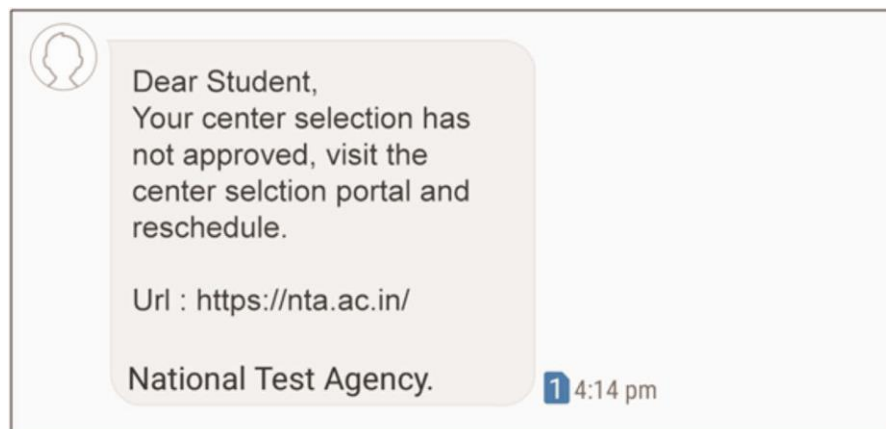 Dear Student,
Your center selection has
not approved, visit the
center selction portal and
reschedule.
Url : https://nta.ac.in/
National Test Agency.
1 4:14 pm